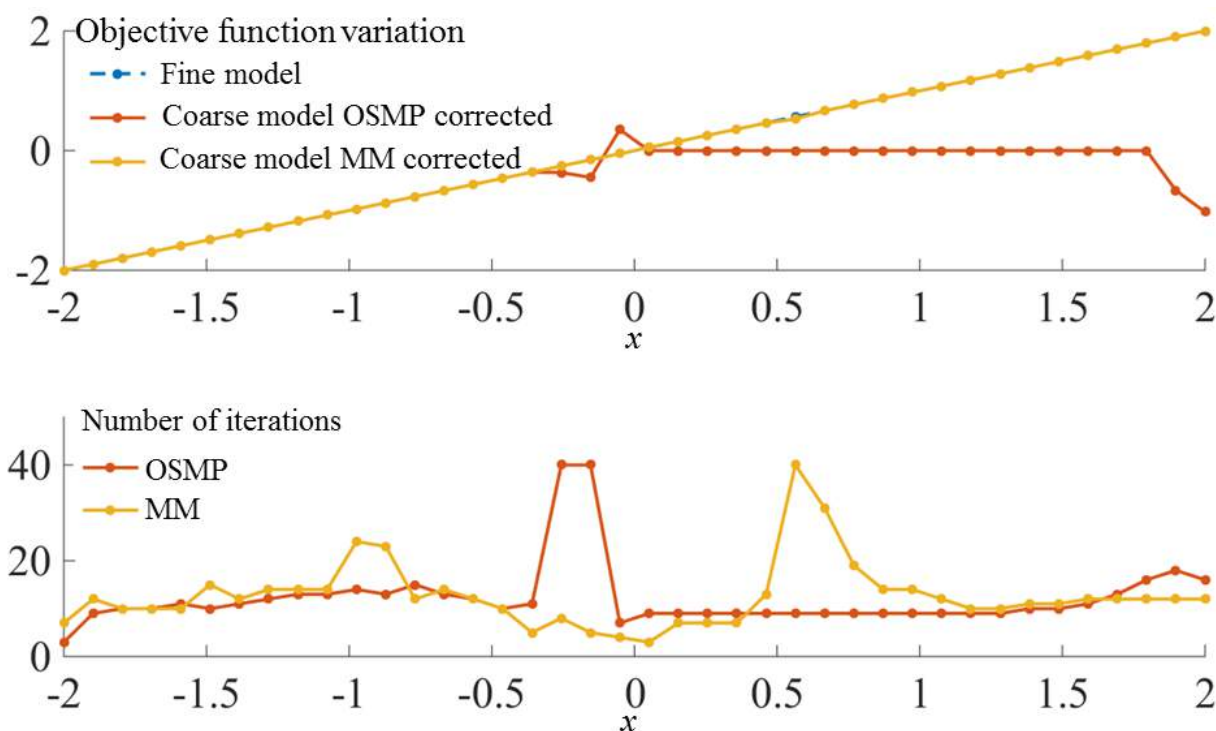 Objective function variation
Fine model
Coarse model OSMP corrected
Coarse model MM corrected
2
0
-2
-2 -1.5 -1 -0.5 0 0.5 1 1.5 2
x
Number of iterations
OSMP
MM
40
20
0
-2 -1.5 -1 -0.5 0 0.5 1 1.5 2
x